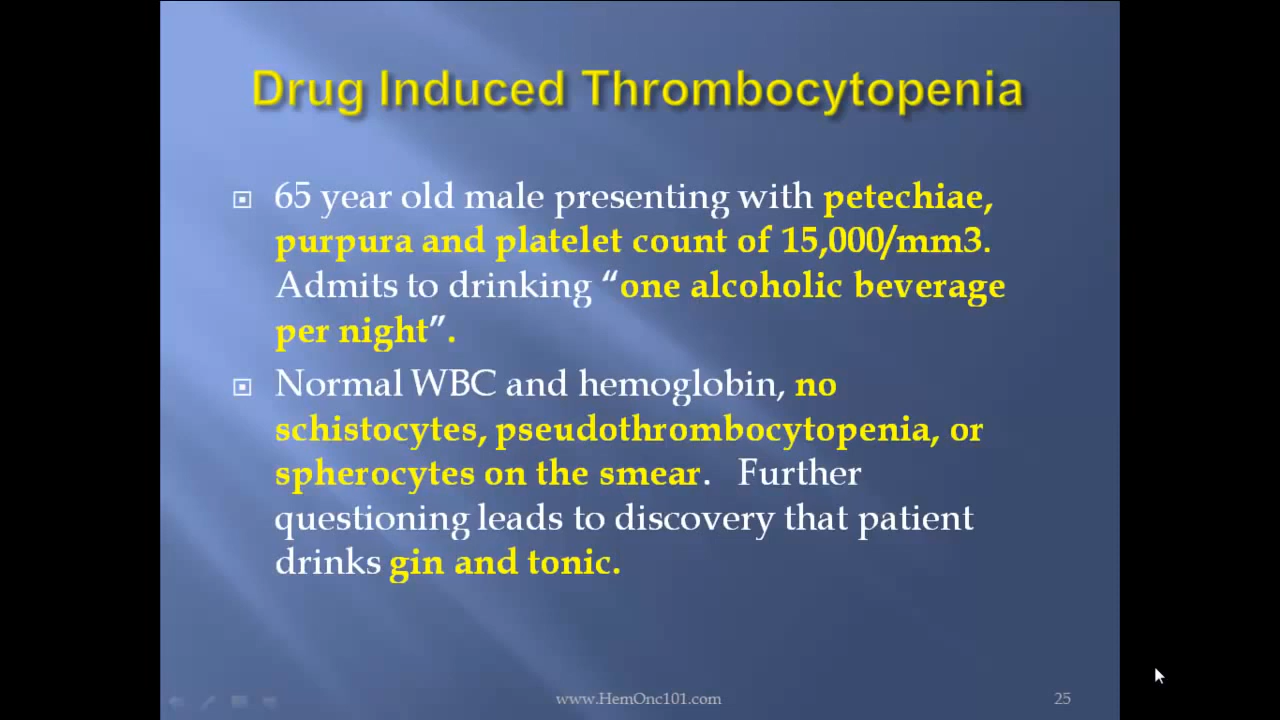 Drug Induced Thrombocytopenia
65 year old male presenting with petechiae,
purpura and platelet count of 15,000/mm3.
Admits to drinking “one alcoholic beverage
per night”.
Normal WBC and hemoglobin, no
schistocytes, pseudothrombocytopenia, or
spherocytes on the smear. Further
questioning leads to discovery that patient
drinks gin and tonic.
www.HemOnc101.com 25